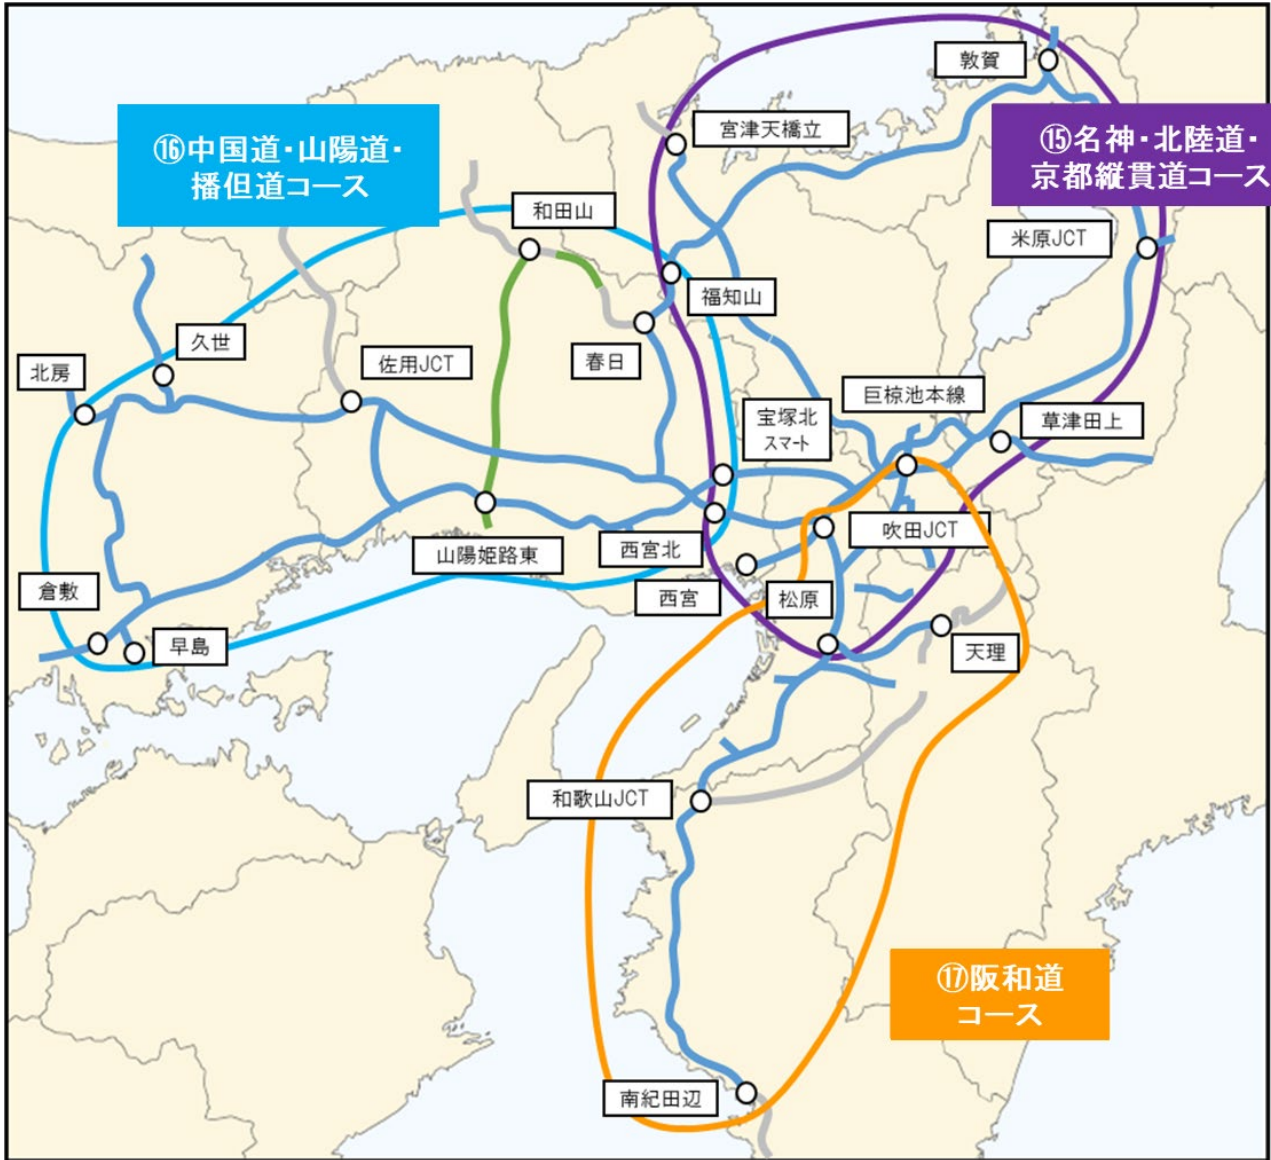 敦賀
宮津天橋立
⑯中国道・山陽道・
播但道コース
⑮名神・北陸道・
京都縦貫道コース
和田山
米原JCT
福知山
久世
佐用JCT
春日
北房
巨椋池本線
宝塚北
スマート
草津田上
吹田JCT
山陽姫路東
西宮北
倉敷
西宮
松原
早島
天理
和歌山JCT
⑰阪和道
コース
南紀田辺